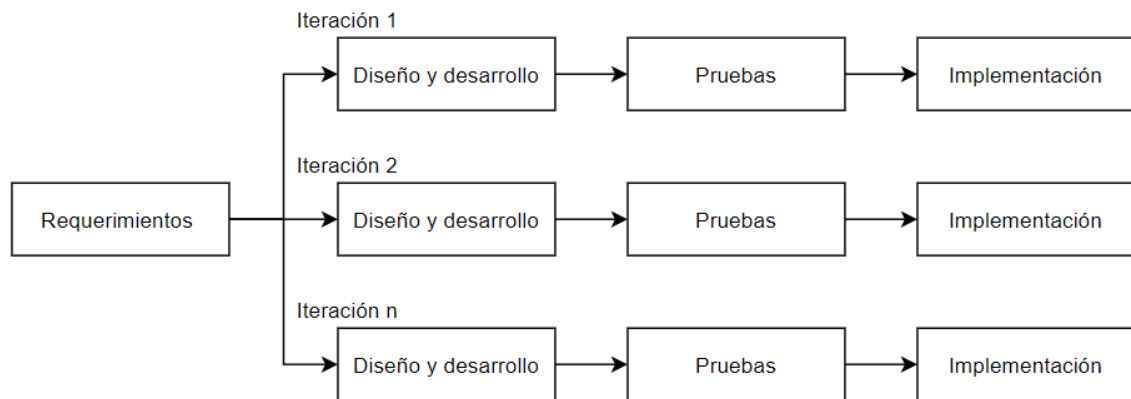 Iteración 1
Diseño y desarrollo
Pruebas
Implementación
Iteración 2
Requerimientos
Diseño y desarrollo
Pruebas
Implementación
Iteración n
Diseño y desarrollo
Pruebas
Implementación